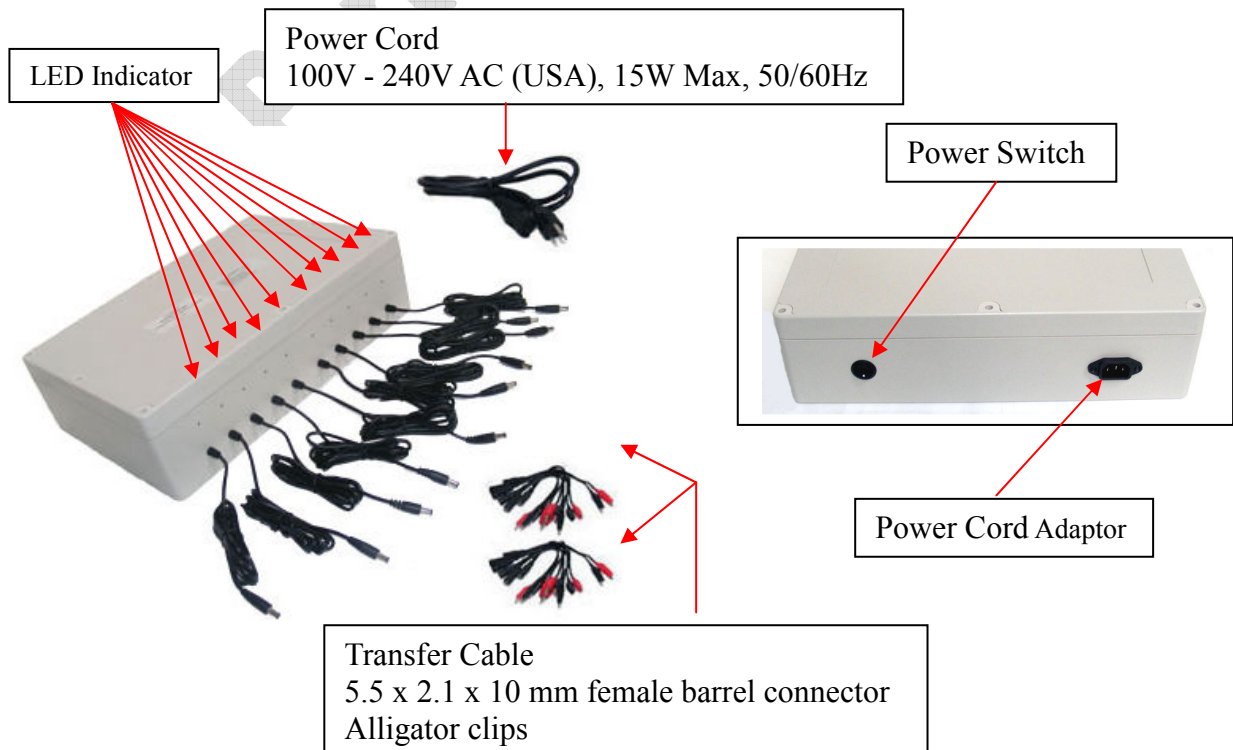 LED Indicator
Power Cord
100V - 240V AC (USA), 15W Max, 50/60Hz
Power Switch
Power Cord Adaptor
Transfer Cable
5.5 x 2.1 x 10 mm female barrel connector
Alligator clips